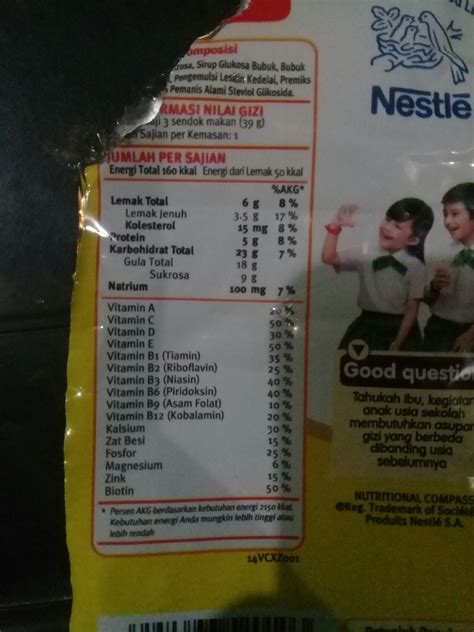 omposisi
osa, Sirup Glukosa Bubuk, Bubuk
Pengemulsi Lesitin Kedelai, Premiks
Pemanis Alami Steviol Glikosida.
RMASI NILAI GIZI
ji 3 sendok makan (39 g)
Sajian per Kemasan: 1
JUMLAH PER SAJIAN
Energi Total 160 kkal Energi dari Lemak 50 kkal
%AKG*
Lemak Total 6 g 8 %
Lemak Jenuh 3.5 g 17 %
Kolesterol 15 mg 8 %
Protein 5 g 8 %
Karbohidrat Total 23 g 7 %
Gula Total 18 g
Sukrosa 9 g
Natrium 100 mg 7 %
Vitamin A 20 %
Vitamin C 50 %
Vitamin D 30 %
Vitamin E 50 %
Vitamin B1 (Tiamin) 35 %
Vitamin B2 (Riboflavin) 25 %
Vitamin B3 (Niasin) 40 %
Vitamin B6 (Piridoksin) 40 %
Vitamin B9 (Asam Folat) 10 %
Vitamin B12 (Kobalamin) 20 %
Kalsium 30 %
Zat Besi 15 %
Fosfor 25 %
Magnesium 6 %
Zink 15 %
Biotin 50 %
* Persen AKG berdasarkan kebutuhan energi 2150 kkal.
Kebutuhan energi Anda mungkin lebih tinggi atau
lebih rendah
14VCXZ001
Nestlé
Good questio
Tahukah Ibu, kegiatan
anak usia sekolah
membutuhkan asupan
gizi yang berbeda
dibanding usia
sebelumnya
NUTRITIONAL COMPASS
®Reg. Trademark of Société
Produits Nestlé S.A.